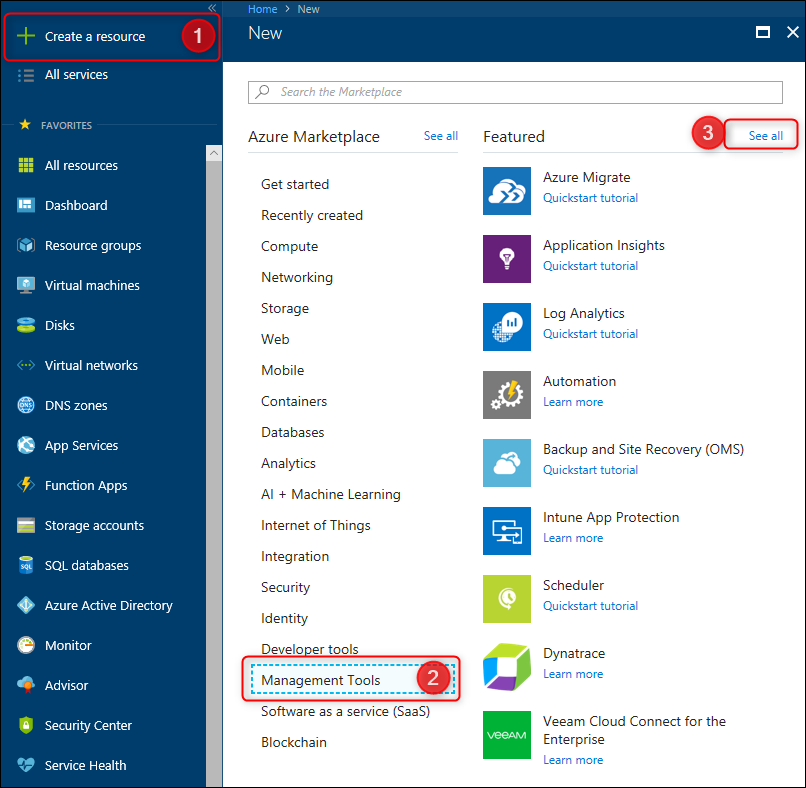 «
Create a resource
1
All services
FAVORITES
All resources
Dashboard
Resource groups
Virtual machines
Disks
Virtual networks
DNS
DNS zones
App Services
Function Apps
Storage accounts
SQL
SQL databases
Azure Active Directory
Monitor
Advisor
Security Center
Service Health
Home > New
New
Search the Marketplace
Azure Marketplace
See all
Get started
Recently created
Compute
Networking
Storage
Web
Mobile
Containers
Databases
Analytics
AI + Machine Learning
Internet of Things
Integration
Security
Identity
Developer tools
Management Tools
2
Software as a service (SaaS)
Blockchain
Featured
3
See all
Azure Migrate
Quickstart tutorial
Application Insights
Quickstart tutorial
Log Analytics
Quickstart tutorial
Automation
Learn more
Backup and Site Recovery (OMS)
Quickstart tutorial
Intune App Protection
Learn more
Scheduler
Quickstart tutorial
Dynatrace
Learn more
veeam
Veeam Cloud Connect for the
Enterprise
Learn more